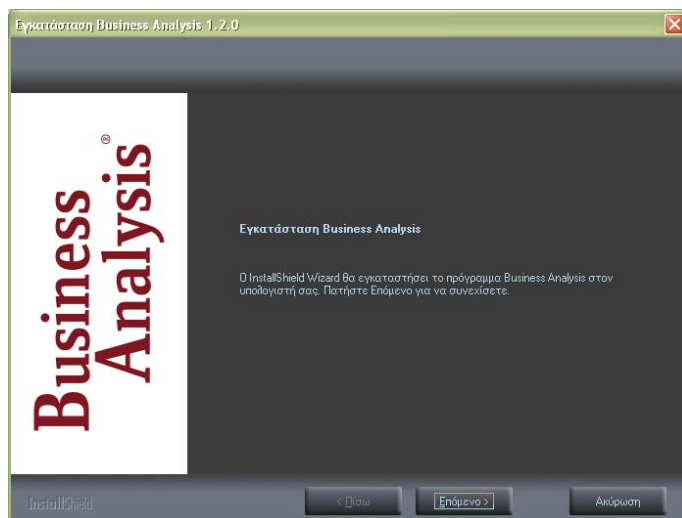 Εγκατάσταση Business Analysis 1.2.0
Business
Analysis®
Εγκατάσταση Business Analysis
Ο InstallShield Wizard θα εγκαταστήσει το πρόγραμμα Business Analysis στον
υπολογιστή σας. Πατήστε Επόμενο για να συνεχίσετε.
InstallShield
< Πίσω
Επόμενο >
Ακύρωση